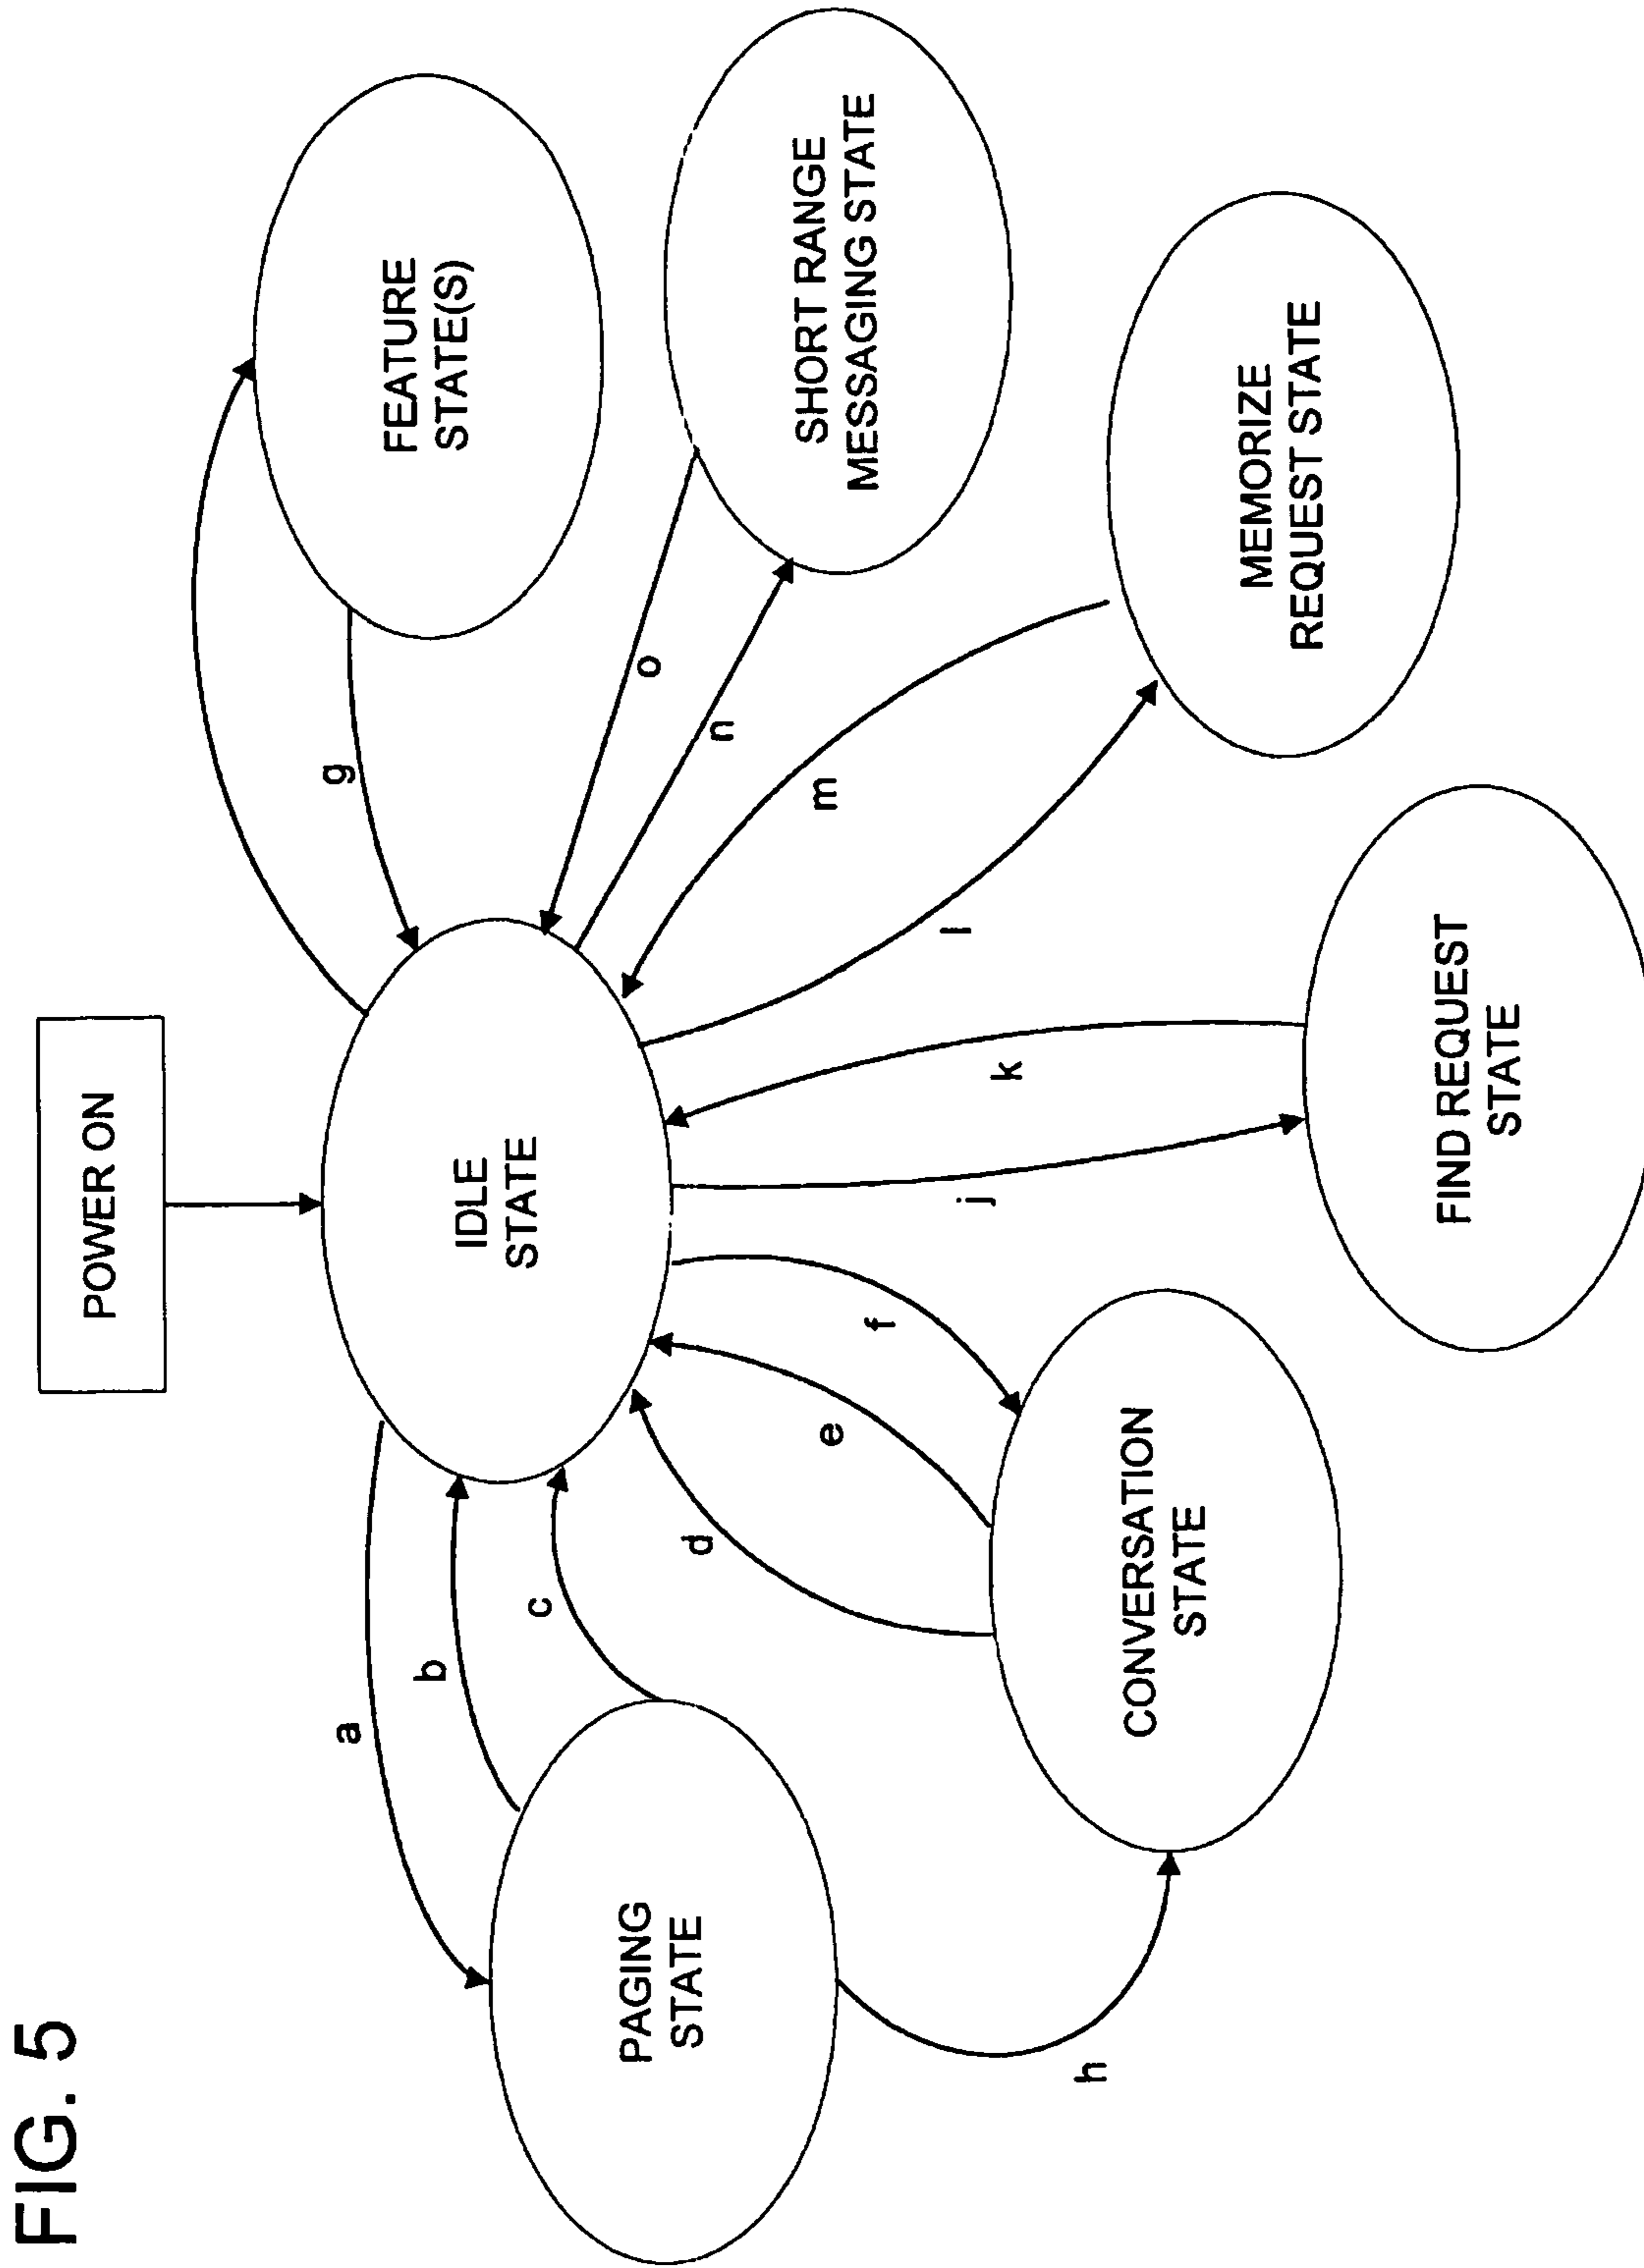 FIG. 5
POWER ON
IDLE
STATE
FEATURE
STATE(S)
SHORT RANGE
MESSAGING STATE
MEMORIZE
REQUEST STATE
FIND REQUEST
STATE
CONVERSATION
STATE
PAGING
STATE
a
b
c
d
e
f
g
h
j
k
l
m
n
o